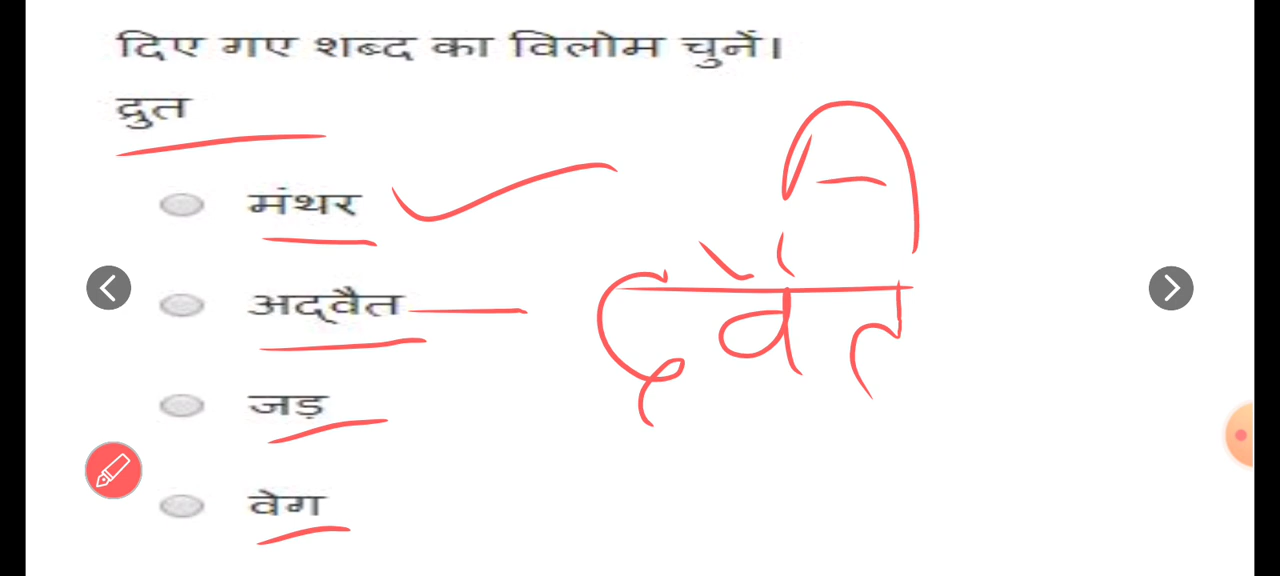 दिए गए शब्द का विलोम चुनें।
द्रुत
मंथर
अद्‌वैत
जड़
वेग